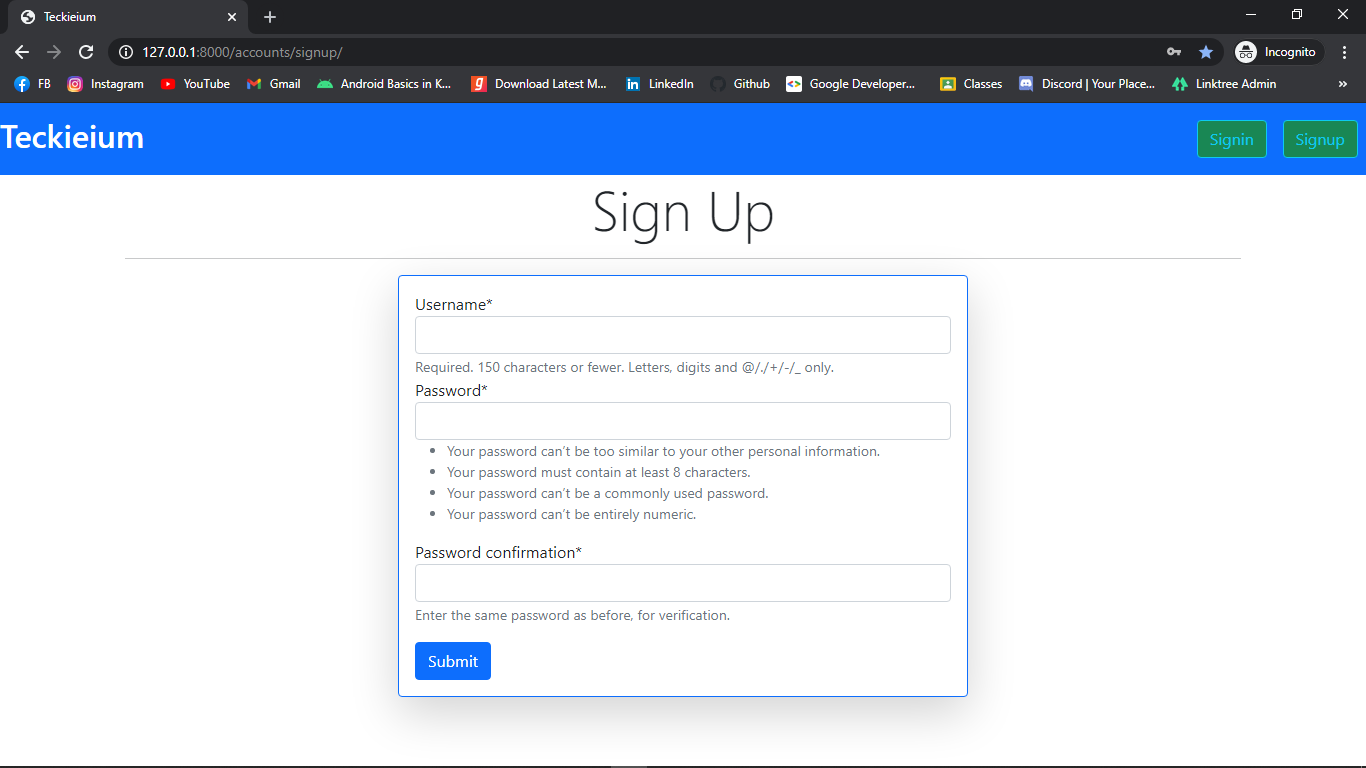 Teckieium
127.0.0.1:8000/accounts/signup/
Incognito
FB Instagram YouTube Gmail Android Basics in K... Download Latest M... LinkedIn Github Google Developer... Classes Discord | Your Place... Linktree Admin »
Teckieium Signin Signup
Sign Up
Username*
Required. 150 characters or fewer. Letters, digits and @/./+/-/_ only.
Password*
Your password can't be too similar to your other personal information.
Your password must contain at least 8 characters.
Your password can't be a commonly used password.
Your password can't be entirely numeric.
Password confirmation*
Enter the same password as before, for verification.
Submit